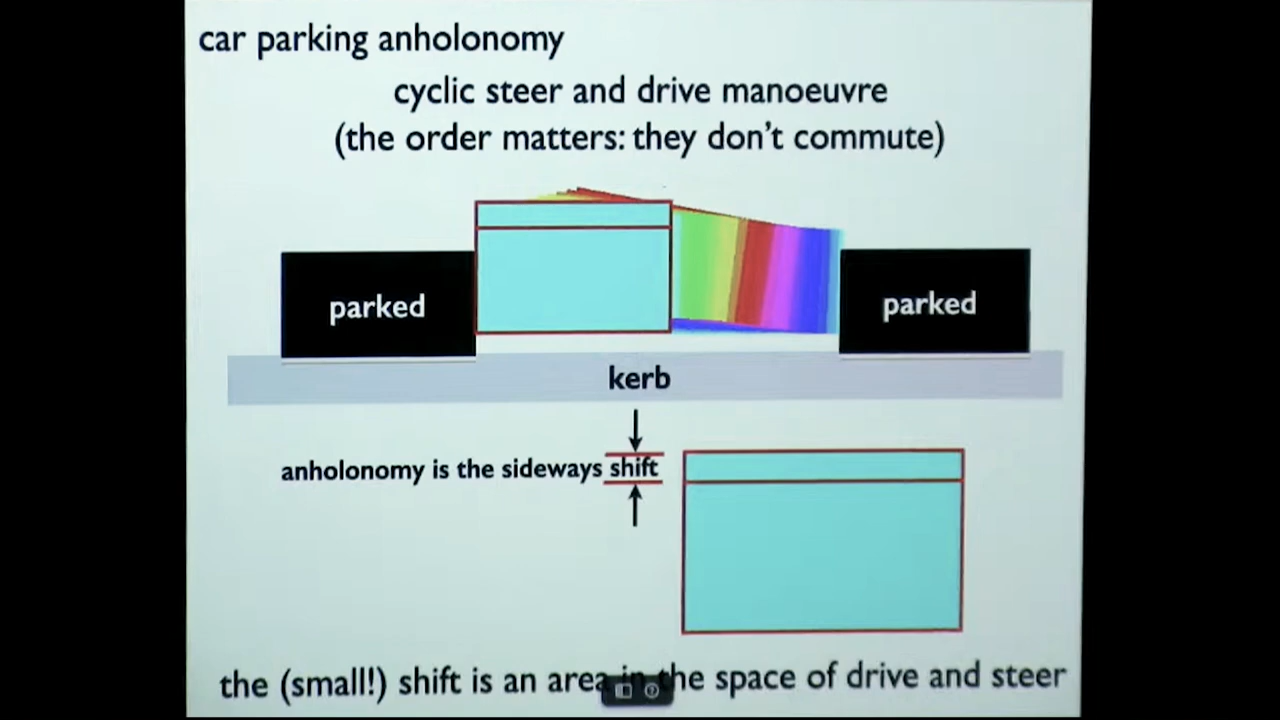 car parking anholonomy
cyclic steer and drive manoeuvre
(the order matters: they don't commute)
parked
parked
kerb
anholonomy is the sideways shift
the (small!) shift is an area in the space of drive and steer